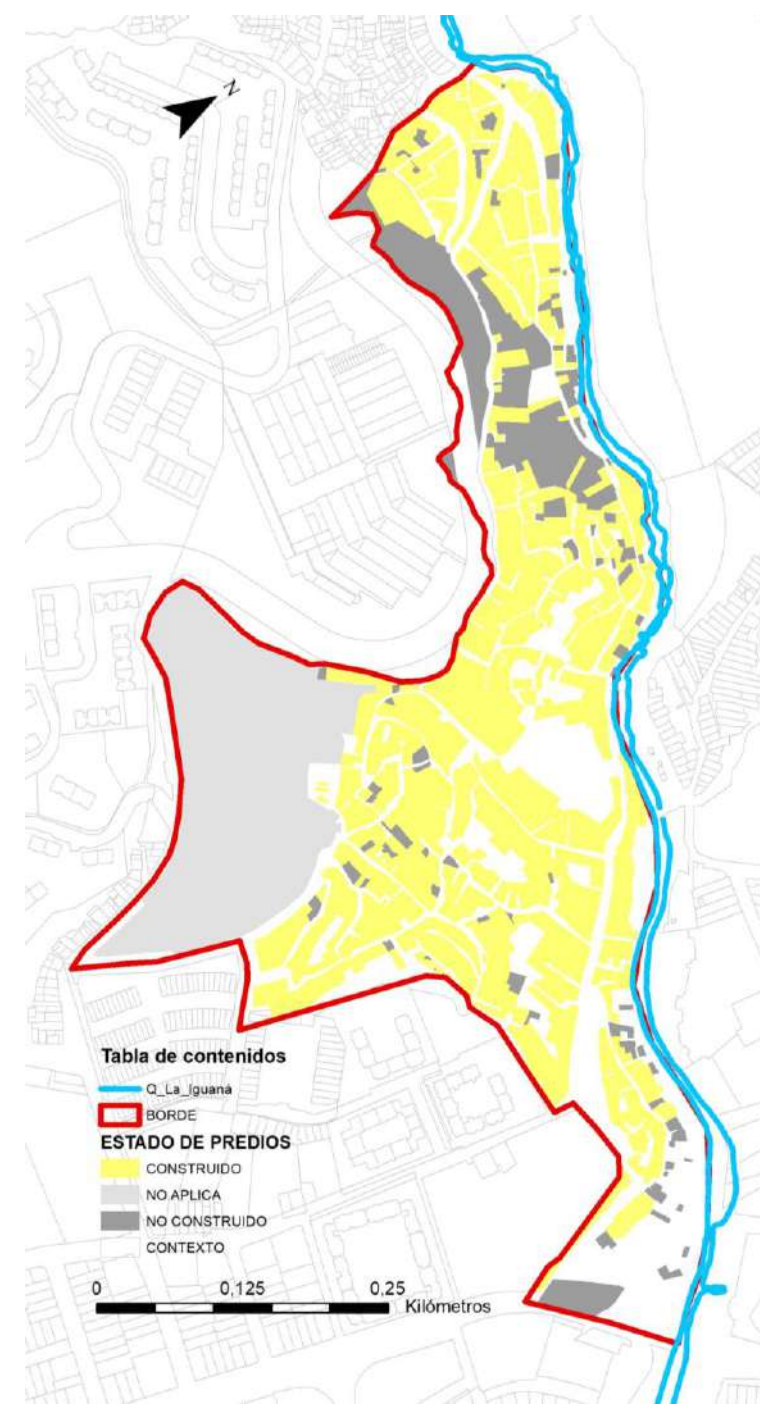 N
Tabla de contenidos
Q_La_Iguaná
BORDE
ESTADO DE PREDIOS
CONSTRUIDO
NO APLICA
NO CONSTRUIDO
CONTEXTO
0 0,125 0,25
Kilómetros